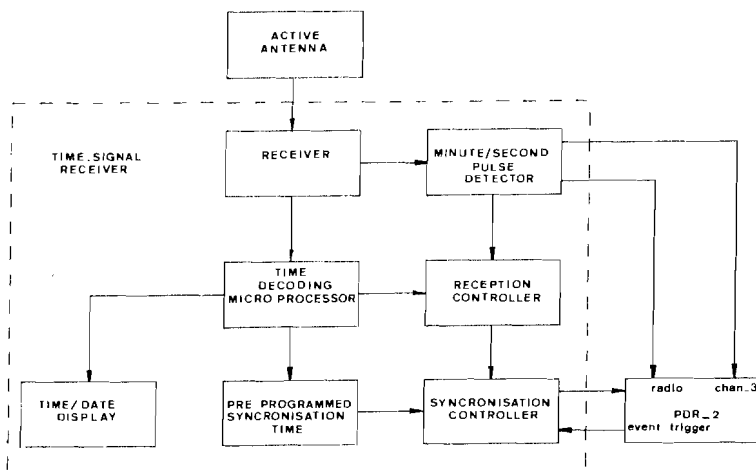 ACTIVE
ANTENNA
TIME.SIGNAL
RECEIVER
RECEIVER
MINUTE/SECOND
PULSE
DETECTOR
TIME
DECODING
MICRO PROCESSOR
RECEPTION
CONTROLLER
TIME/DATE
DISPLAY
PRE PROGRAMMED
SYNCRONISATION
TIME
SYNCRONISATION
CONTROLLER
radio chan_3
PDR_2
event trigger